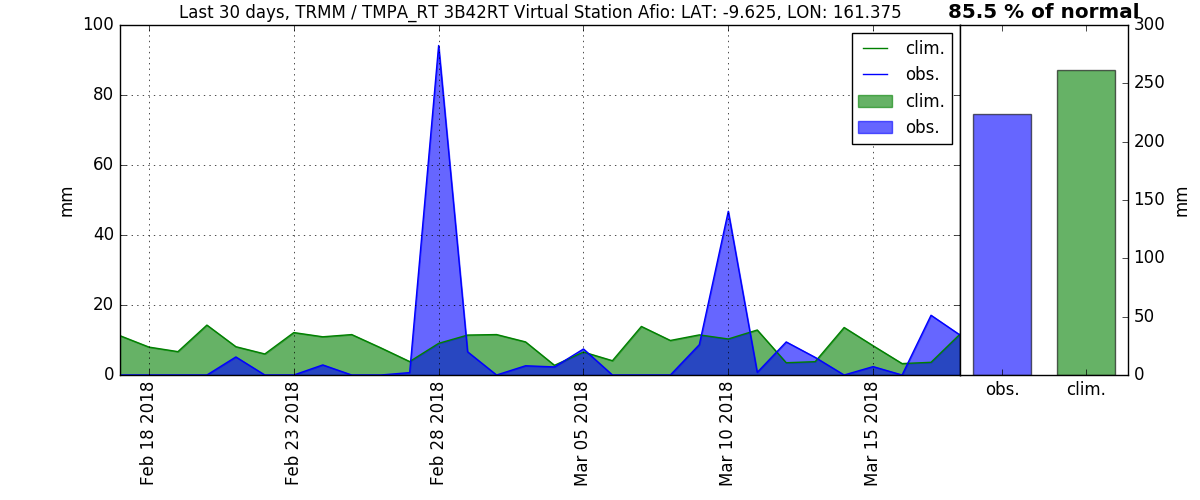 Last 30 days, TRMM / TMPA_RT 3B42RT Virtual Station Afio: LAT: -9.625, LON: 161.375
85.5 % of normal
100
80
60
40
20
0
mm
clim.
obs.
clim.
obs.
Feb 18 2018
Feb 23 2018
Feb 28 2018
Mar 05 2018
Mar 10 2018
Mar 15 2018
300
250
200
150
100
50
0
mm
obs.
clim.